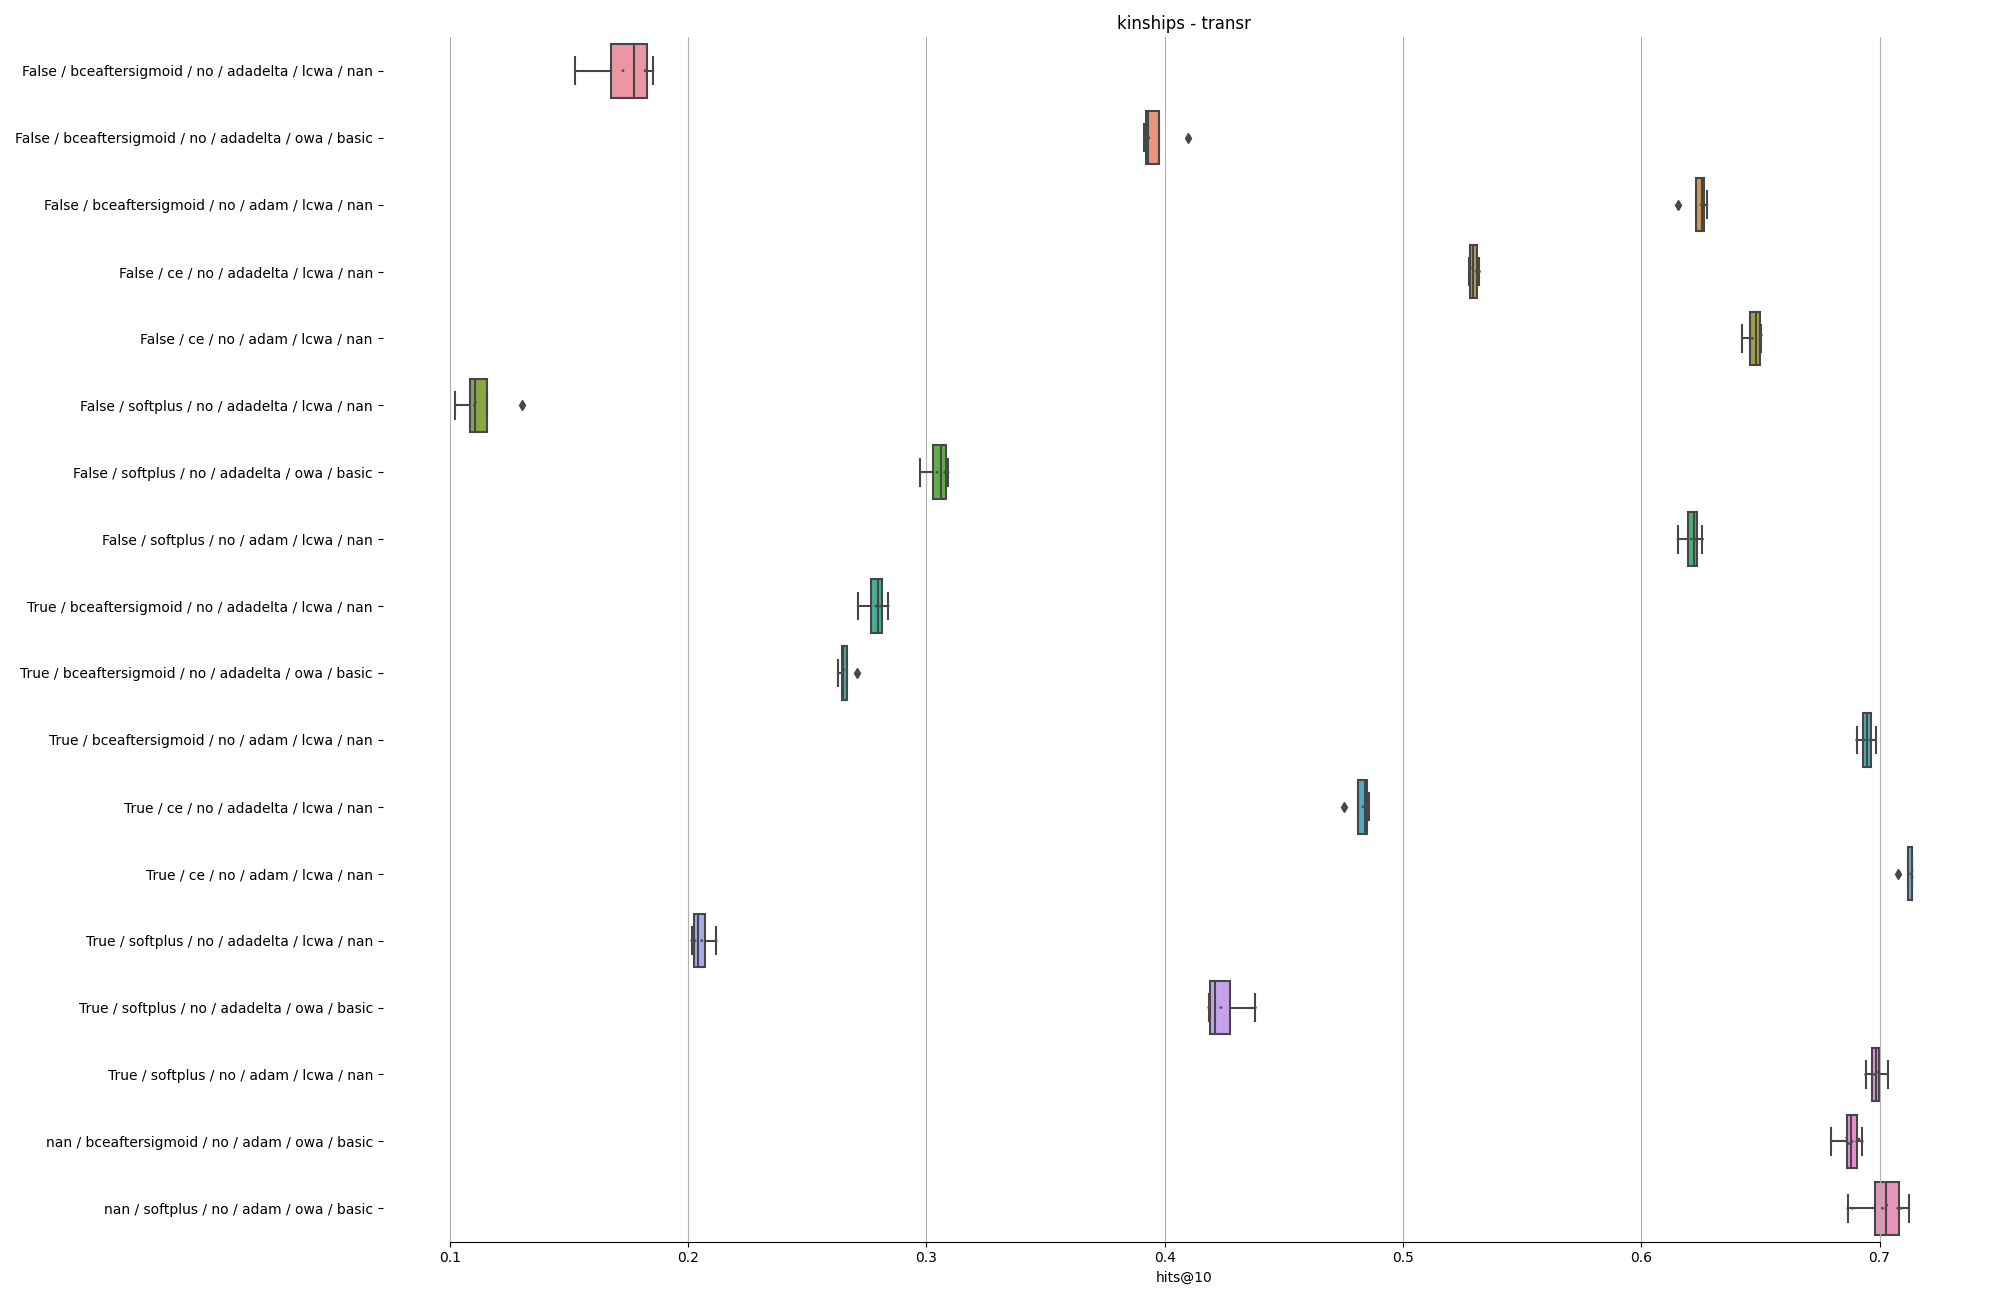 kinships - transr
False / bceaftersigmoid / no / adadelta / lcwa / nan
False / bceaftersigmoid / no / adadelta / owa / basic
False / bceaftersigmoid / no / adam / lcwa / nan
False / ce / no / adadelta / lcwa / nan
False / ce / no / adam / lcwa / nan
False / softplus / no / adadelta / lcwa / nan
False / softplus / no / adadelta / owa / basic
False / softplus / no / adam / lcwa / nan
True / bceaftersigmoid / no / adadelta / lcwa / nan
True / bceaftersigmoid / no / adadelta / owa / basic
True / bceaftersigmoid / no / adam / lcwa / nan
True / ce / no / adadelta / lcwa / nan
True / ce / no / adam / lcwa / nan
True / softplus / no / adadelta / lcwa / nan
True / softplus / no / adadelta / owa / basic
True / softplus / no / adam / lcwa / nan
nan / bceaftersigmoid / no / adam / owa / basic
nan / softplus / no / adam / owa / basic
0.1 0.2 0.3 0.4 0.5 0.6 0.7
hits@10